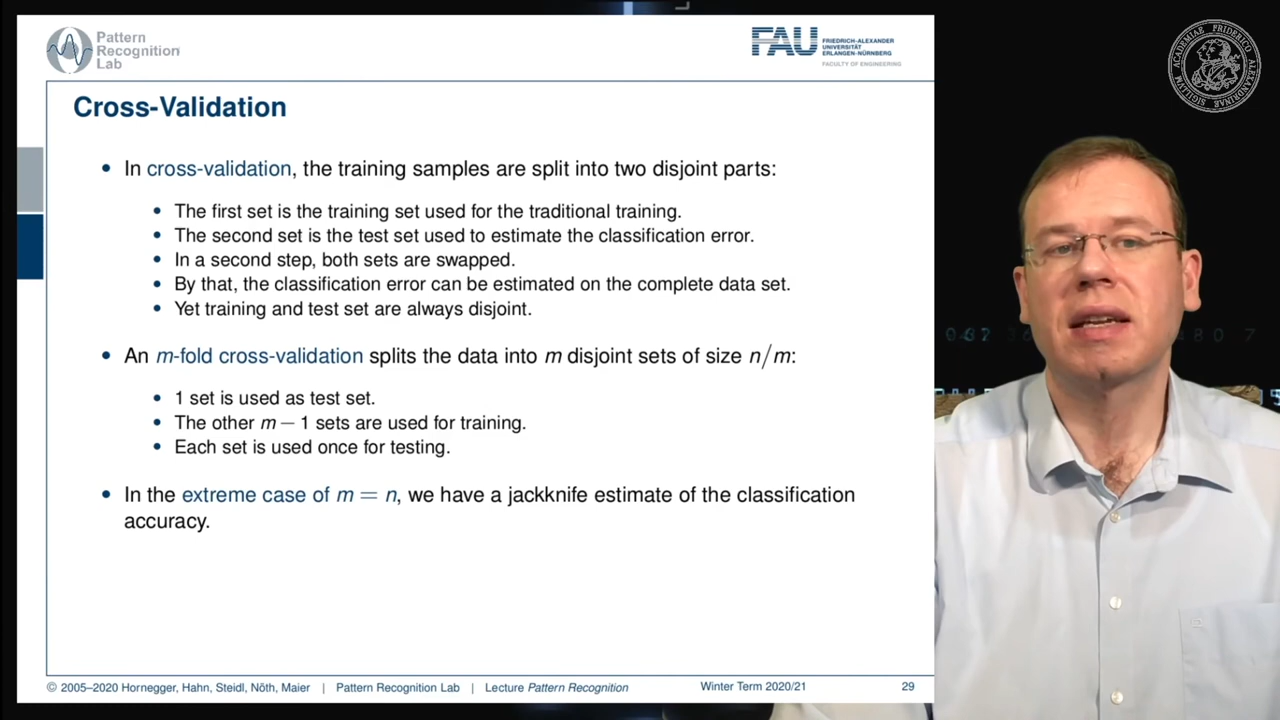 Pattern
Recognition
Lab
FAU
FRIEDRICH-ALEXANDER
UNIVERSITÄT
ERLANGEN-NÜRNBERG
FACULTY OF ENGINEERING
Cross-Validation
• In cross-validation, the training samples are split into two disjoint parts:
• The first set is the training set used for the traditional training.
• The second set is the test set used to estimate the classification error.
• In a second step, both sets are swapped.
• By that, the classification error can be estimated on the complete data set.
• Yet training and test set are always disjoint.
• An m-fold cross-validation splits the data into m disjoint sets of size n/m:
• 1 set is used as test set.
• The other m − 1 sets are used for training.
• Each set is used once for testing.
• In the extreme case of m = n, we have a jackknife estimate of the classification
accuracy.
© 2005–2020 Hornegger, Hahn, Steidl, Nöth, Maier | Pattern Recognition Lab | Lecture Pattern Recognition Winter Term 2020/21 29